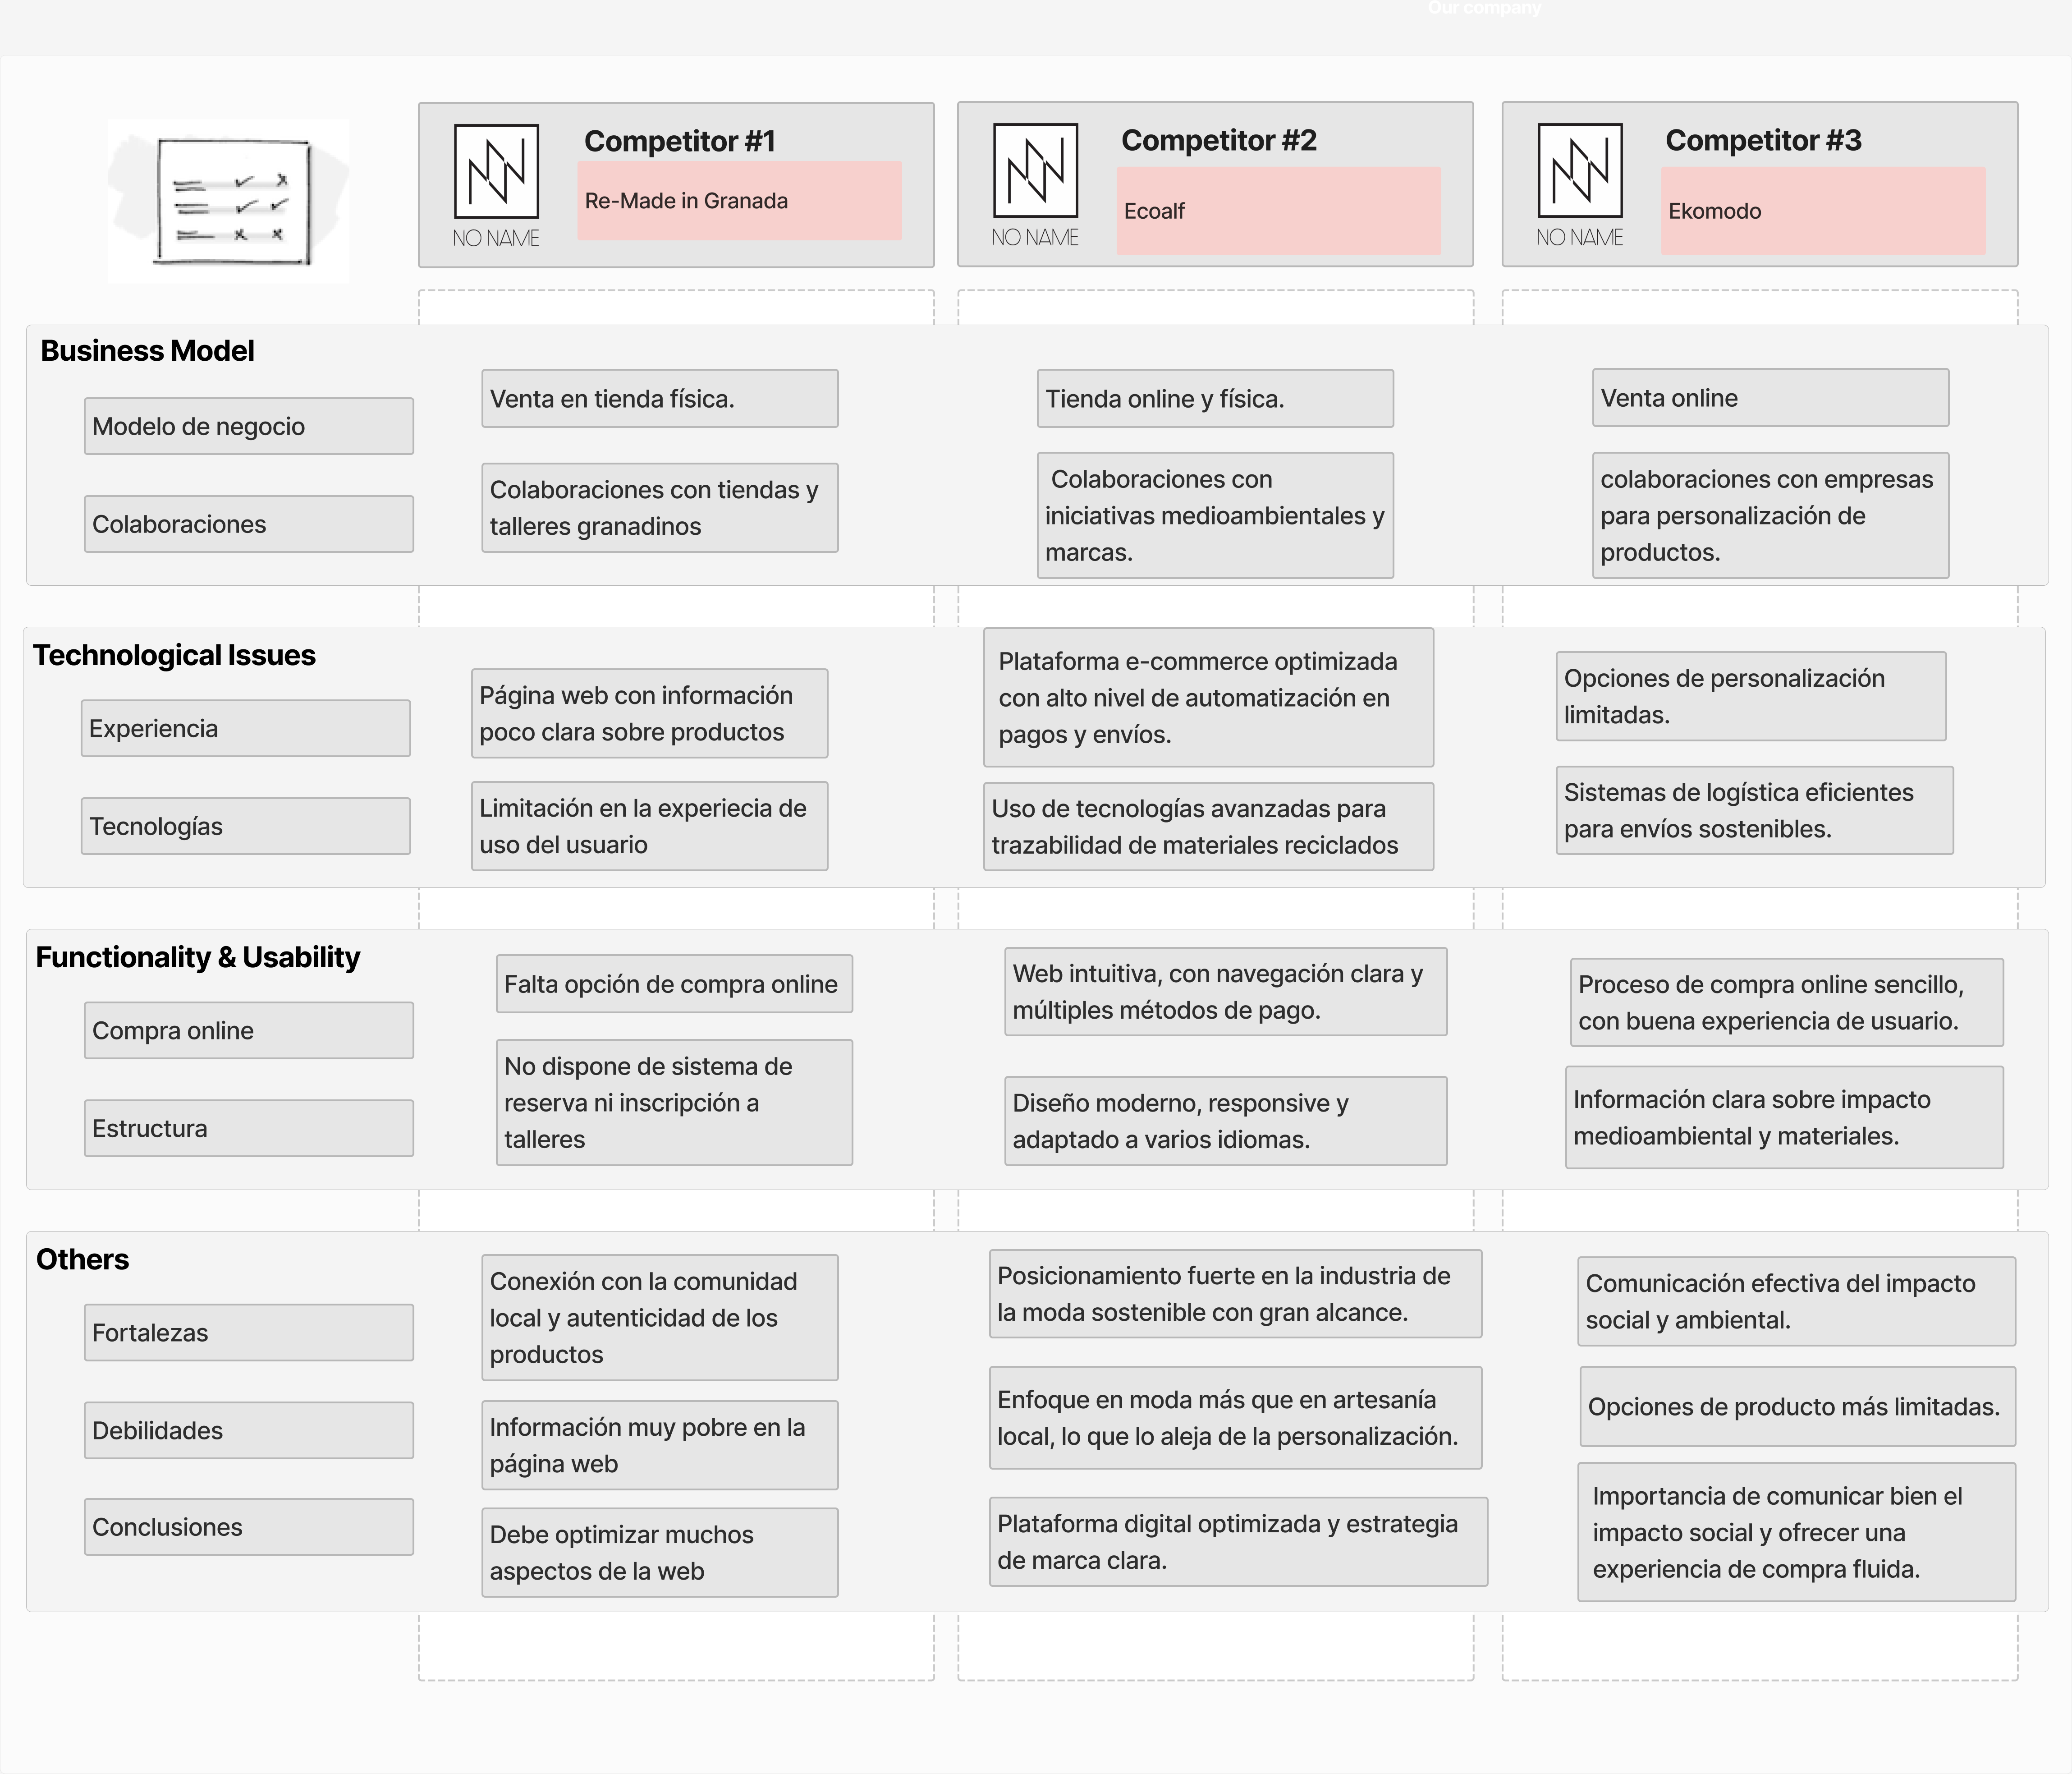 Our company
Competitor #1
Re-Made in Granada
NO NAME
Competitor #2
Ecoalf
NO NAME
Competitor #3
Ekomodo
NO NAME
Business Model
Modelo de negocio
Venta en tienda física.
Tienda online y física.
Venta online
Colaboraciones
Colaboraciones con tiendas y
talleres granadinos
Colaboraciones con
iniciativas medioambientales y
marcas.
colaboraciones con empresas
para personalización de
productos.
Technological Issues
Experiencia
Página web con información
poco clara sobre productos
Plataforma e-commerce optimizada
con alto nivel de automatización en
pagos y envíos.
Opciones de personalización
limitadas.
Tecnologías
Limitación en la experiecia de
uso del usuario
Uso de tecnologías avanzadas para
trazabilidad de materiales reciclados
Sistemas de logística eficientes
para envíos sostenibles.
Functionality & Usability
Compra online
Falta opción de compra online
Web intuitiva, con navegación clara y
múltiples métodos de pago.
Proceso de compra online sencillo,
con buena experiencia de usuario.
Estructura
No dispone de sistema de
reserva ni inscripción a
talleres
Diseño moderno, responsive y
adaptado a varios idiomas.
Información clara sobre impacto
medioambiental y materiales.
Others
Fortalezas
Conexión con la comunidad
local y autenticidad de los
productos
Posicionamiento fuerte en la industria de
la moda sostenible con gran alcance.
Comunicación efectiva del impacto
social y ambiental.
Debilidades
Información muy pobre en la
página web
Enfoque en moda más que en artesanía
local, lo que lo aleja de la personalización.
Opciones de producto más limitadas.
Conclusiones
Debe optimizar muchos
aspectos de la web
Plataforma digital optimizada y estrategia
de marca clara.
Importancia de comunicar bien el
impacto social y ofrecer una
experiencia de compra fluida.